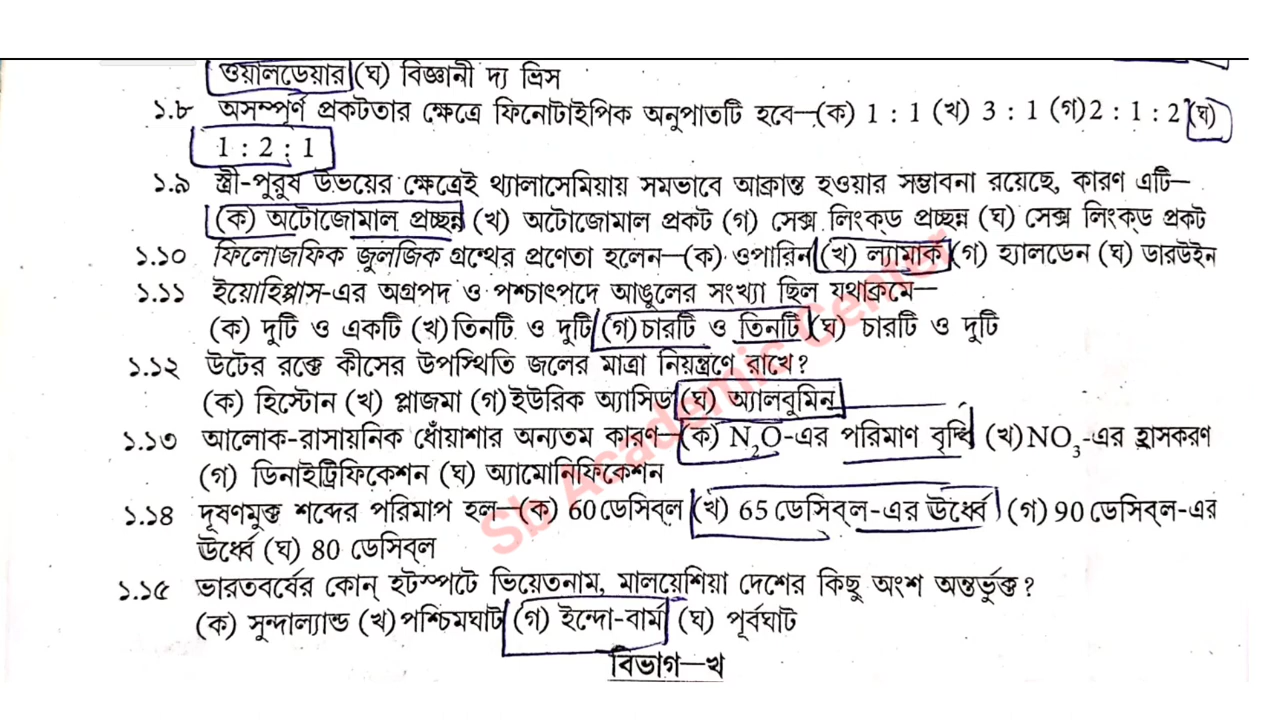 ওয়ালডেয়ার (ঘ) বিজ্ঞানী দ্য ভ্রিস
১.৮ অসম্পূর্ণ প্রকটতার ক্ষেত্রে ফিনোটাইপিক অনুপাতটি হবে—(ক) 1 : 1 (খ) 3 : 1 (গ) 2 : 1 : 2 (ঘ)
1 : 2 : 1
১.৯ স্ত্রী-পুরুষ উভয়ের ক্ষেত্রেই থ্যালাসেমিয়ায় সমভাবে আক্রান্ত হওয়ার সম্ভাবনা রয়েছে, কারণ এটি—
(ক) অটোজোমাল প্রচ্ছন্ন (খ) অটোজোমাল প্রকট (গ) সেক্স লিংকড প্রচ্ছন্ন (ঘ) সেক্স লিংকড প্রকট
১.১০ ফিলোজফিক জুলজিক গ্রন্থের প্রণেতা হলেন—(ক) ওপারিন (খ) ল্যামার্ক (গ) হ্যালডেন (ঘ) ডারউইন
১.১১ ইয়োহিপ্পাস-এর অগ্রপদ ও পশ্চাৎপদে আঙুলের সংখ্যা ছিল যথাক্রমে—
(ক) দুটি ও একটি (খ) তিনটি ও দুটি (গ) চারটি ও তিনটি (ঘ) চারটি ও দুটি
১.১২ উটের রক্তে কীসের উপস্থিতি জলের মাত্রা নিয়ন্ত্রণে রাখে?
(ক) হিস্টোন (খ) প্লাজমা (গ) ইউরিক অ্যাসিড (ঘ) অ্যালবুমিন
১.১৩ আলোক-রাসায়নিক ধোঁয়াশার অন্যতম কারণ—(ক) N₂O-এর পরিমাণ বৃদ্ধি (খ) NO₃-এর হ্রাসকরণ
(গ) ডিনাইট্রিফিকেশন (ঘ) অ্যামোনিফিকেশন
১.১৪ দূষণমুক্ত শব্দের পরিমাপ হল—(ক) 60 ডেসিব্‌ল (খ) 65 ডেসিব্‌ল-এর ঊর্ধ্বে (গ) 90 ডেসিব্‌ল-এর
ঊর্ধ্বে (ঘ) 80 ডেসিব্‌ল
১.১৫ ভারতবর্ষের কোন্ হটস্পটে ভিয়েতনাম, মালয়েশিয়া দেশের কিছু অংশ অন্তর্ভুক্ত?
(ক) সুন্দাল্যান্ড (খ) পশ্চিমঘাট (গ) ইন্দো-বার্মা (ঘ) পূর্বঘাট
বিভাগ—খ
Sb Academic Center